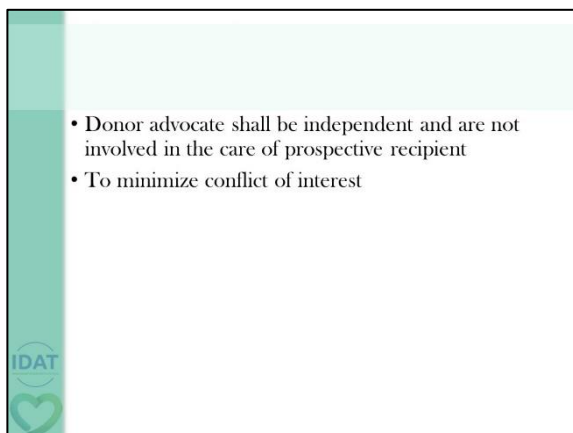 • Donor advocate shall be independent and are not
involved in the care of prospective recipient
• To minimize conflict of interest
IDAT